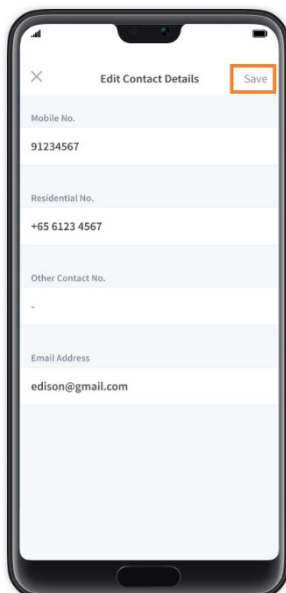 Edit Contact Details
Save
Mobile No.
91234567
Residential No.
+65 6123 4567
Other Contact No.
-
Email Address
edison@gmail.com